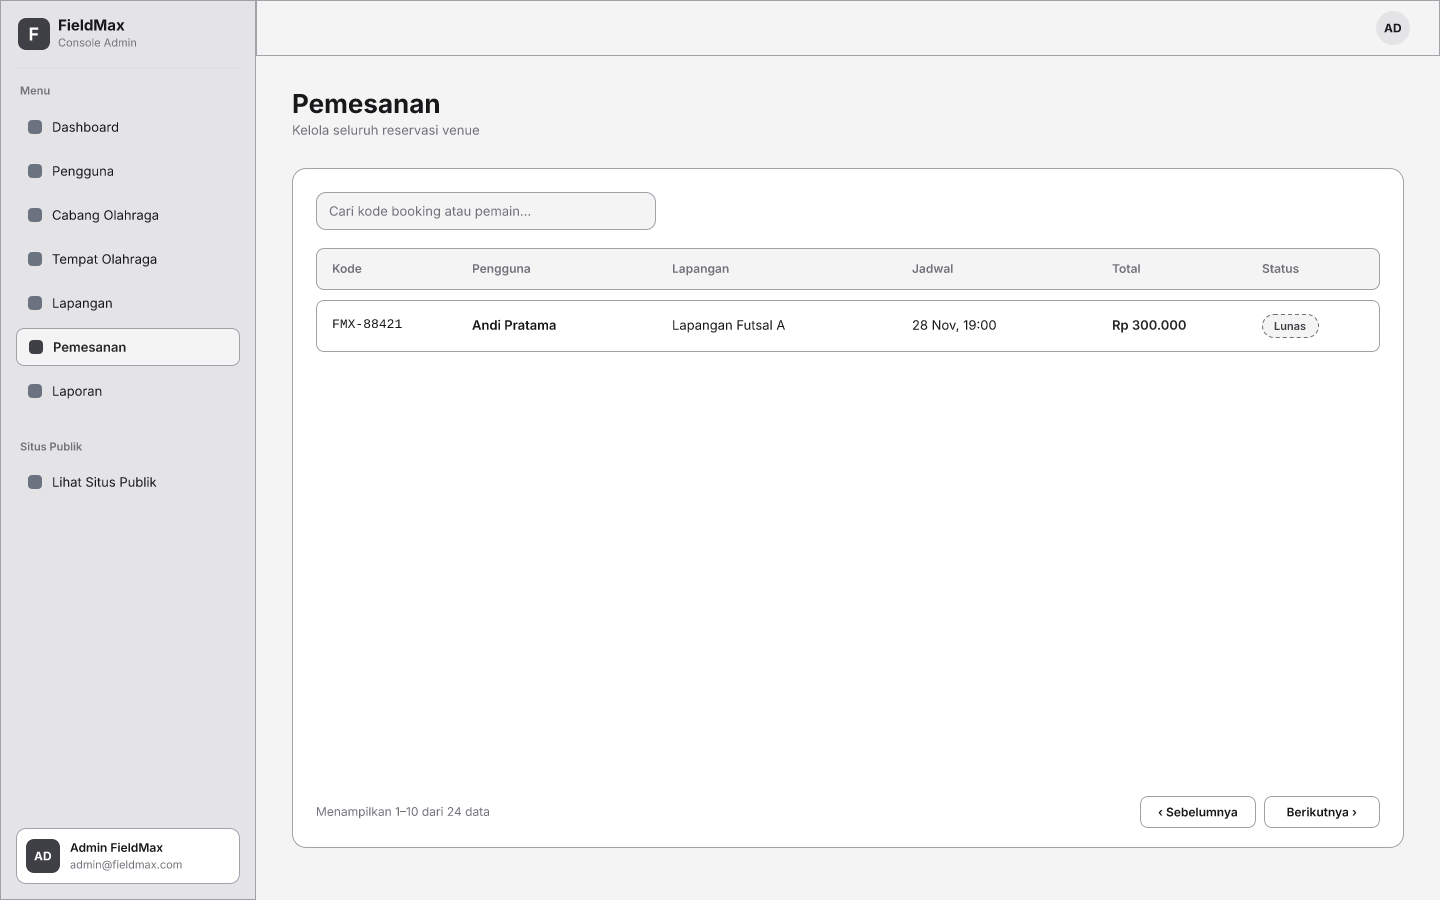 F
FieldMax
Console Admin
AD
Menu
Dashboard
Pengguna
Cabang Olahraga
Tempat Olahraga
Lapangan
Pemesanan
Laporan
Situs Publik
Lihat Situs Publik
AD
Admin FieldMax
admin@fieldmax.com
Pemesanan
Kelola seluruh reservasi venue
Cari kode booking atau pemain...
Kode Pengguna Lapangan Jadwal Total Status
FMX-88421 Andi Pratama Lapangan Futsal A 28 Nov, 19:00 Rp 300.000 Lunas
Menampilkan 1–10 dari 24 data
‹ Sebelumnya Berikutnya ›